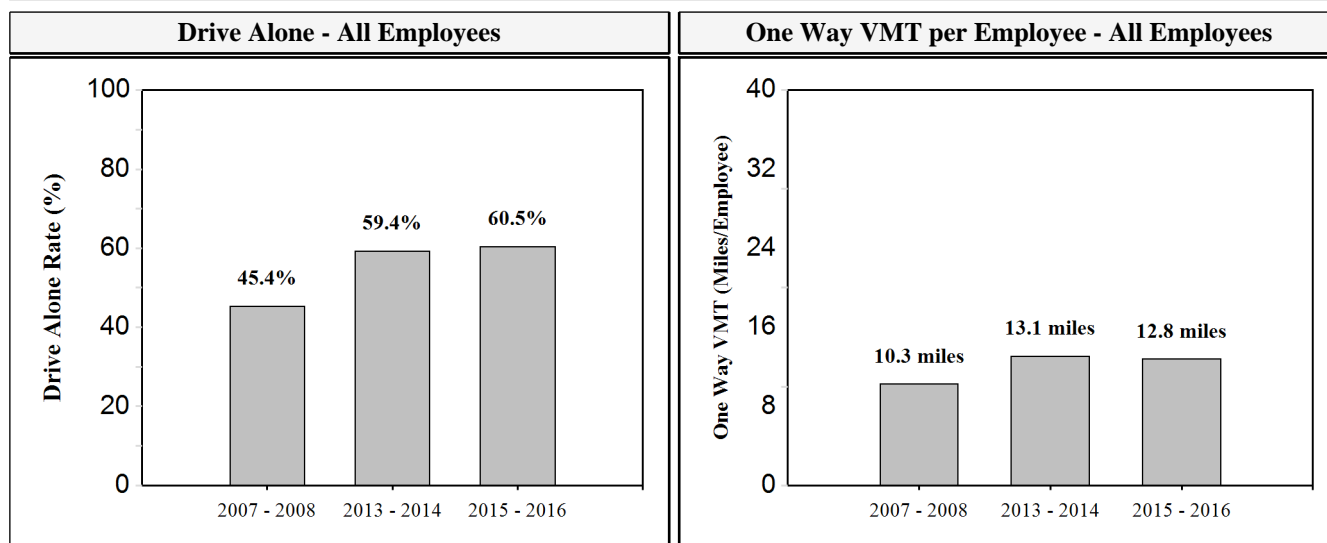 Drive Alone - All Employees
Drive Alone Rate (%)
100
80
60
40
20
0
45.4%
59.4%
60.5%
2007 - 2008
2013 - 2014
2015 - 2016
One Way VMT per Employee - All Employees
One Way VMT (Miles/Employee)
40
32
24
16
8
0
10.3 miles
13.1 miles
12.8 miles
2007 - 2008
2013 - 2014
2015 - 2016